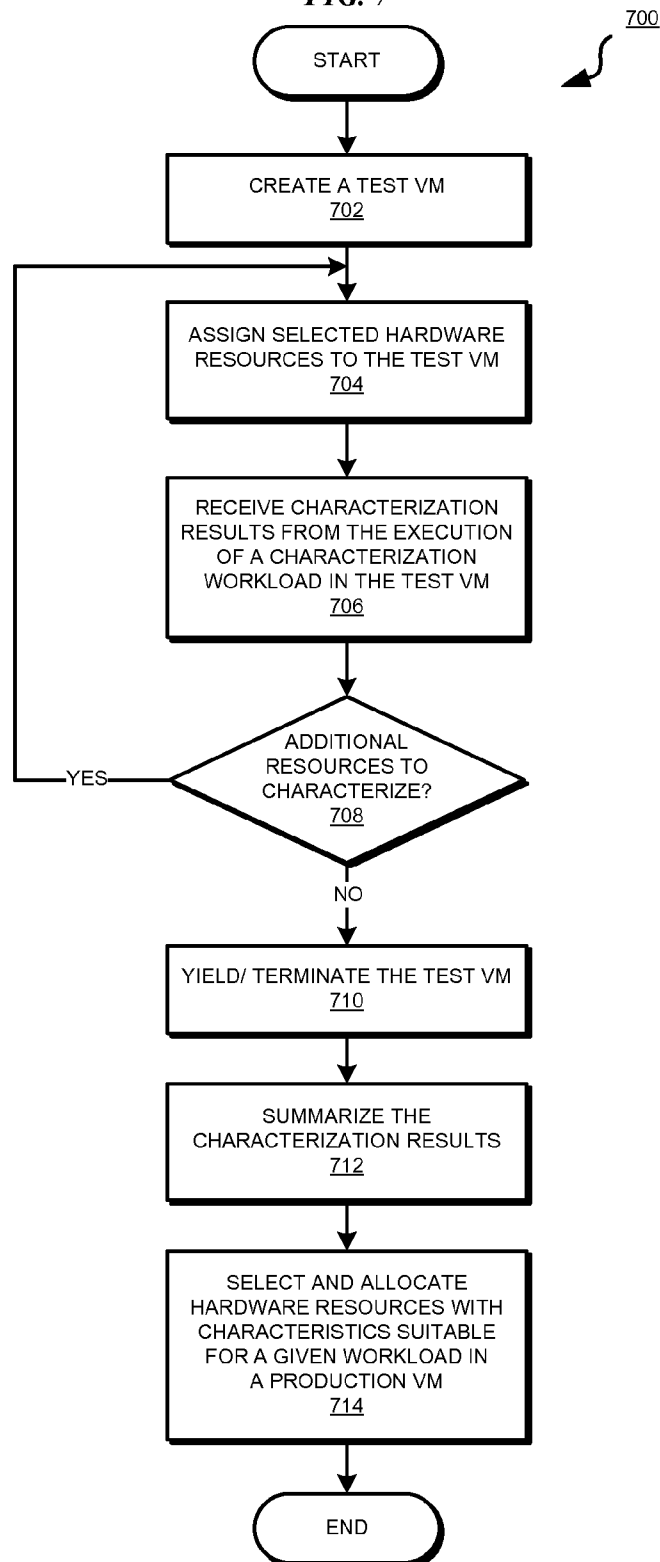 FIG. 7
700
START
CREATE A TEST VM
702
ASSIGN SELECTED HARDWARE
RESOURCES TO THE TEST VM
704
RECEIVE CHARACTERIZATION
RESULTS FROM THE EXECUTION
OF A CHARACTERIZATION
WORKLOAD IN THE TEST VM
706
ADDITIONAL
RESOURCES TO
CHARACTERIZE?
708
YES
NO
YIELD/ TERMINATE THE TEST VM
710
SUMMARIZE THE
CHARACTERIZATION RESULTS
712
SELECT AND ALLOCATE
HARDWARE RESOURCES WITH
CHARACTERISTICS SUITABLE
FOR A GIVEN WORKLOAD IN
A PRODUCTION VM
714
END